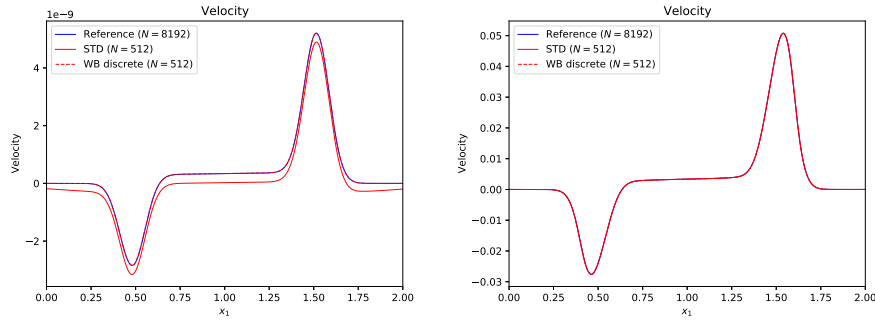 Velocity
1e−9
Reference (N = 8192)
STD (N = 512)
WB discrete (N = 512)
Velocity
4
2
0
−2
0.00 0.25 0.50 0.75 1.00 1.25 1.50 1.75 2.00
x₁
Velocity
Reference (N = 8192)
STD (N = 512)
WB discrete (N = 512)
Velocity
0.05
0.04
0.03
0.02
0.01
0.00
−0.01
−0.02
−0.03
0.00 0.25 0.50 0.75 1.00 1.25 1.50 1.75 2.00
x₁